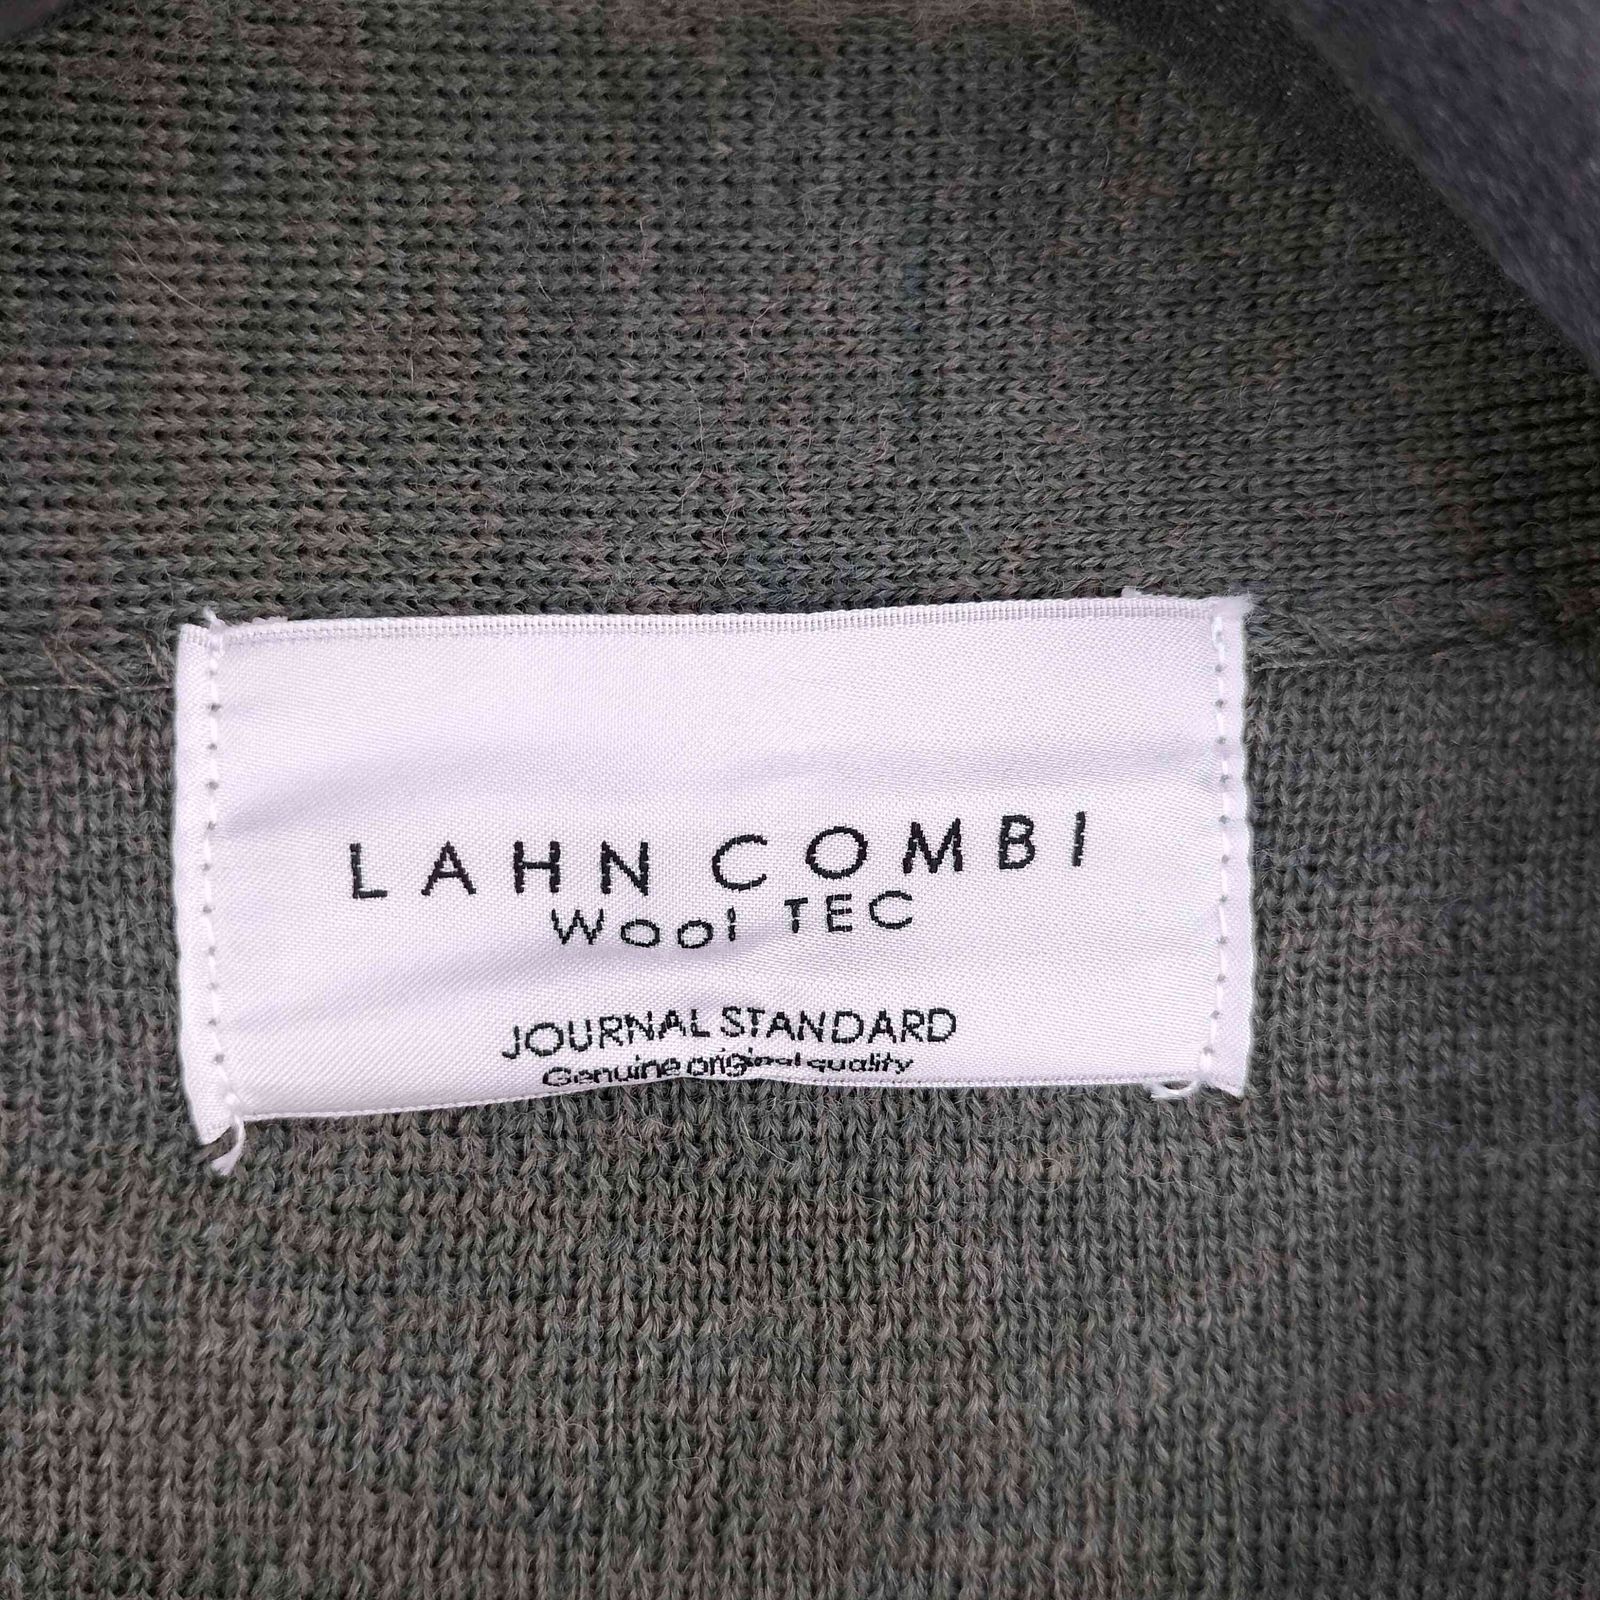 LAHN COMBI
Wool TEC
JOURNAL STANDARD
Genuine original quality